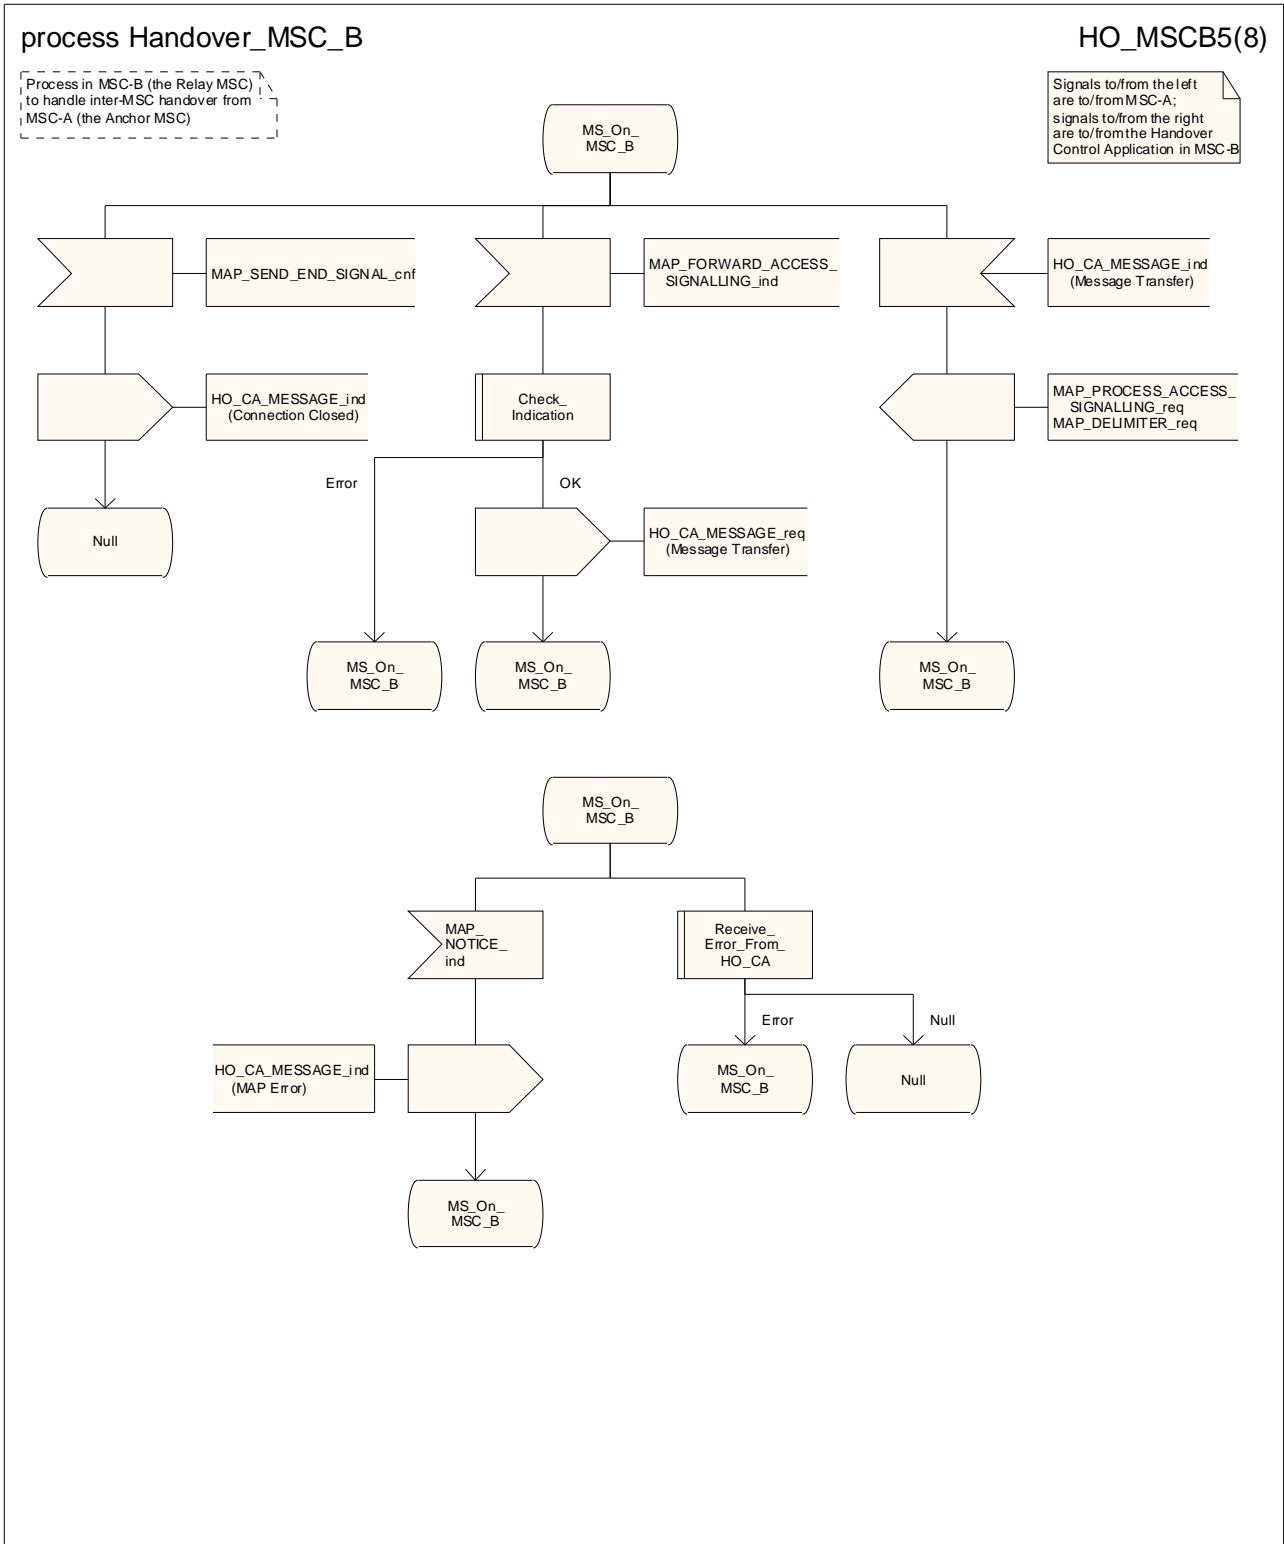 process Handover_MSC_B
HO_MSCB5(8)
Process in MSC-B (the Relay MSC)
to handle inter-MSC handover from
MSC-A (the Anchor MSC)
Signals to/from the left
are to/from MSC-A;
signals to/from the right
are to/from the Handover
Control Application in MSC-B
MS_On_
MSC_B
MAP_SEND_END_SIGNAL_cnf
MAP_FORWARD_ACCESS_
SIGNALLING_ind
HO_CA_MESSAGE_ind
(Message Transfer)
HO_CA_MESSAGE_ind
(Connection Closed)
Check_
Indication
MAP_PROCESS_ACCESS_
SIGNALLING_req
MAP_DELIMITER_req
Error
OK
Null
HO_CA_MESSAGE_req
(Message Transfer)
MS_On_
MSC_B
MS_On_
MSC_B
MS_On_
MSC_B
MS_On_
MSC_B
MAP_
NOTICE_
ind
Receive_
Error_From_
HO_CA
Error
Null
HO_CA_MESSAGE_ind
(MAP Error)
MS_On_
MSC_B
Null
MS_On_
MSC_B